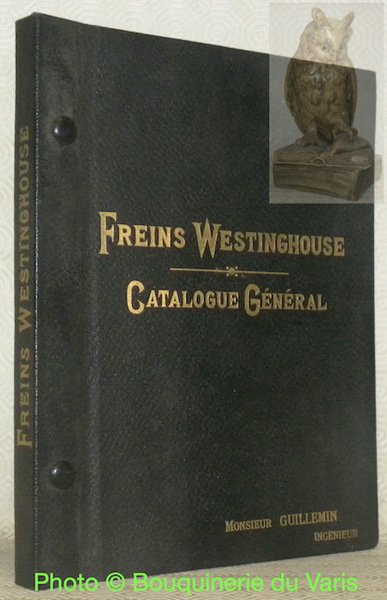 FREINS WESTINGHOUSE
FREINS WESTINGHOUSE
CATALOGUE GÉNÉRAL
MONSIEUR GUILLEMIN
INGÉNIEUR
Photo © Bouquinerie du Varis